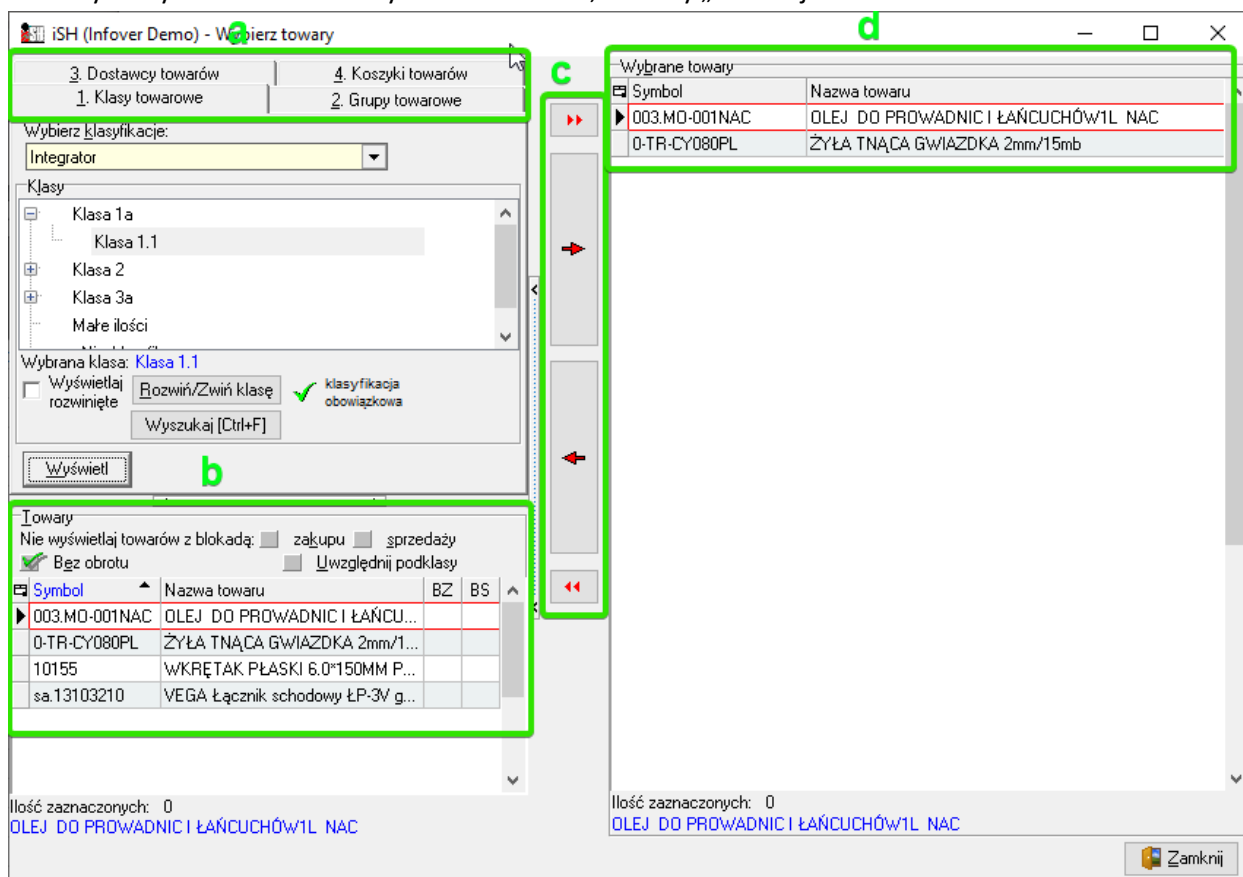 a
d
iSH (Infover Demo) - Wybierz towary
3. Dostawcy towarów
4. Koszyki towarów
1. Klasy towarowe
2. Grupy towarowe
Wybierz klasyfikacje:
Integrator
Klasy
Klasa 1a
Klasa 1.1
Klasa 2
Klasa 3a
Małe ilości
Wybrana klasa: Klasa 1.1
Wyświetlaj rozwinięte
Rozwiń/Zwiń klasę
klasyfikacja
obowiązkowa
Wyszukaj [Ctrl+F]
Wyświetl
b
Towary
Nie wyświetlaj towarów z blokadą: zakupu sprzedaży
Bez obrotu Uwzględnij podklasy
Symbol Nazwa towaru BZ BS
003.MO-001NAC OLEJ DO PROWADNIC I ŁAŃCU...
0-TR-CY080PL ŻYŁA TNĄCA GWIAZDKA 2mm/1...
10155 WKRĘTAK PŁASKI 6.0*150MM P...
sa.13103210 VEGA Łącznik schodowy ŁP-3V g...
Ilość zaznaczonych: 0
OLEJ DO PROWADNIC I ŁAŃCUCHÓW1L NAC
c
Wybrane towary
Symbol Nazwa towaru
003.MO-001NAC OLEJ DO PROWADNIC I ŁAŃCUCHÓW1L NAC
0-TR-CY080PL ŻYŁA TNĄCA GWIAZDKA 2mm/15mb
Ilość zaznaczonych: 0
OLEJ DO PROWADNIC I ŁAŃCUCHÓW1L NAC
Zamknij